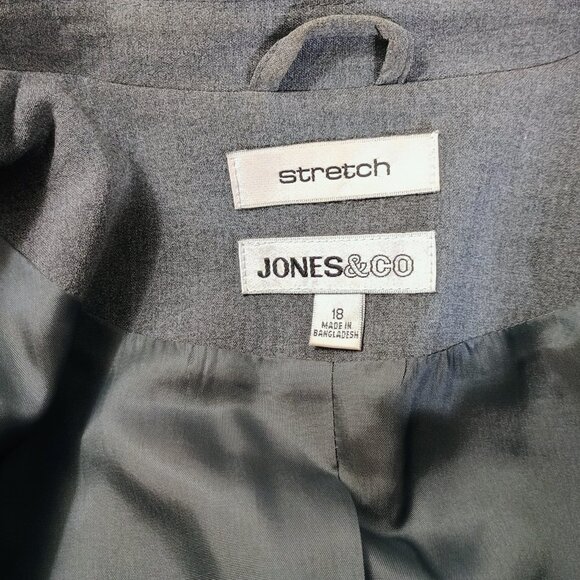 stretch
JONES&CO
18
MADE IN
BANGLADESH